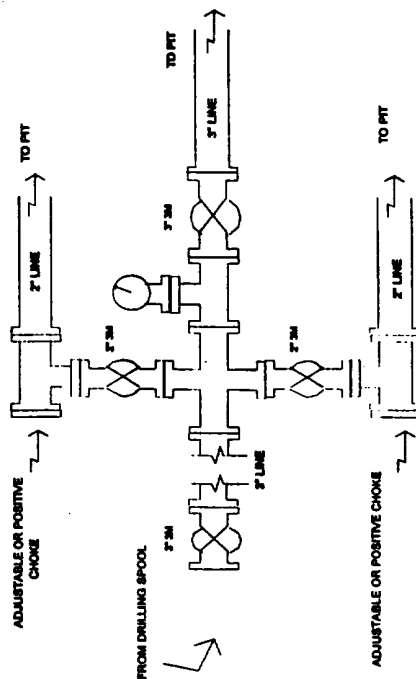 ADJUSTABLE OR POSITIVE
CHOKE
2" LINE
TO PIT
2" 3M
FROM DRILLING SPOOL
3" 3M
3" LINE
3" 3M
3" LINE
TO PIT
2" 3M
ADJUSTABLE OR POSITIVE CHOKE
2" LINE
TO PIT